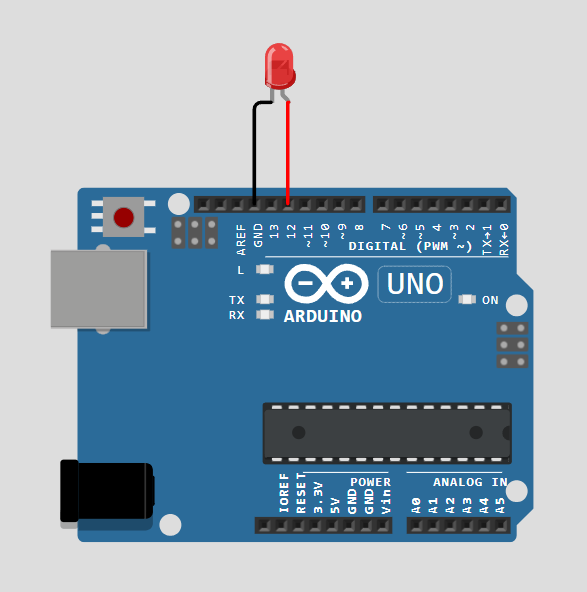 AREF
GND
13
12
~11
~10
~9
8
7
~6
~5
~4
~3
2
TX→1
RX←0
DIGITAL (PWM ~)
L
TX
RX
UNO
ON
ARDUINO
POWER
ANALOG IN
IOREF
RESET
3.3V
5V
GND
GND
Vin
A0
A1
A2
A3
A4
A5